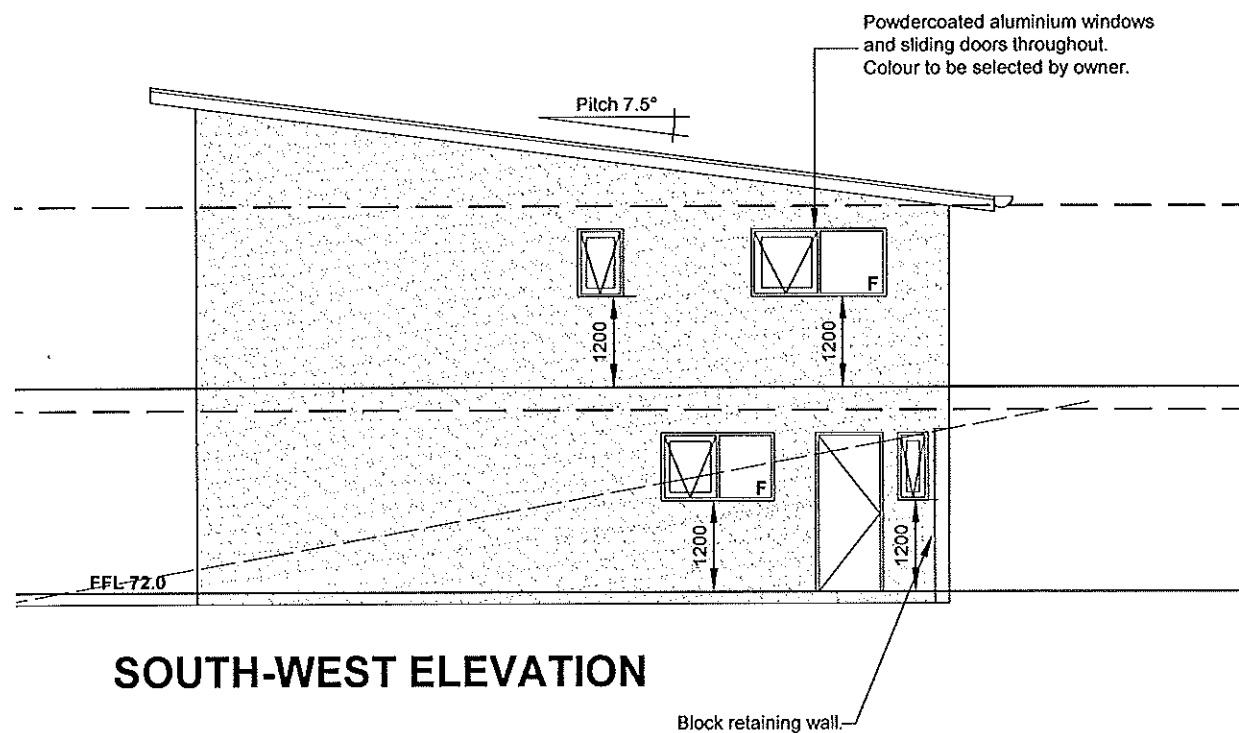 Powdercoated aluminium windows
and sliding doors throughout.
Colour to be selected by owner.
Pitch 7.5°
F
1200
1200
F
1200
1200
FFL 72.0
SOUTH-WEST ELEVATION
Block retaining wall.